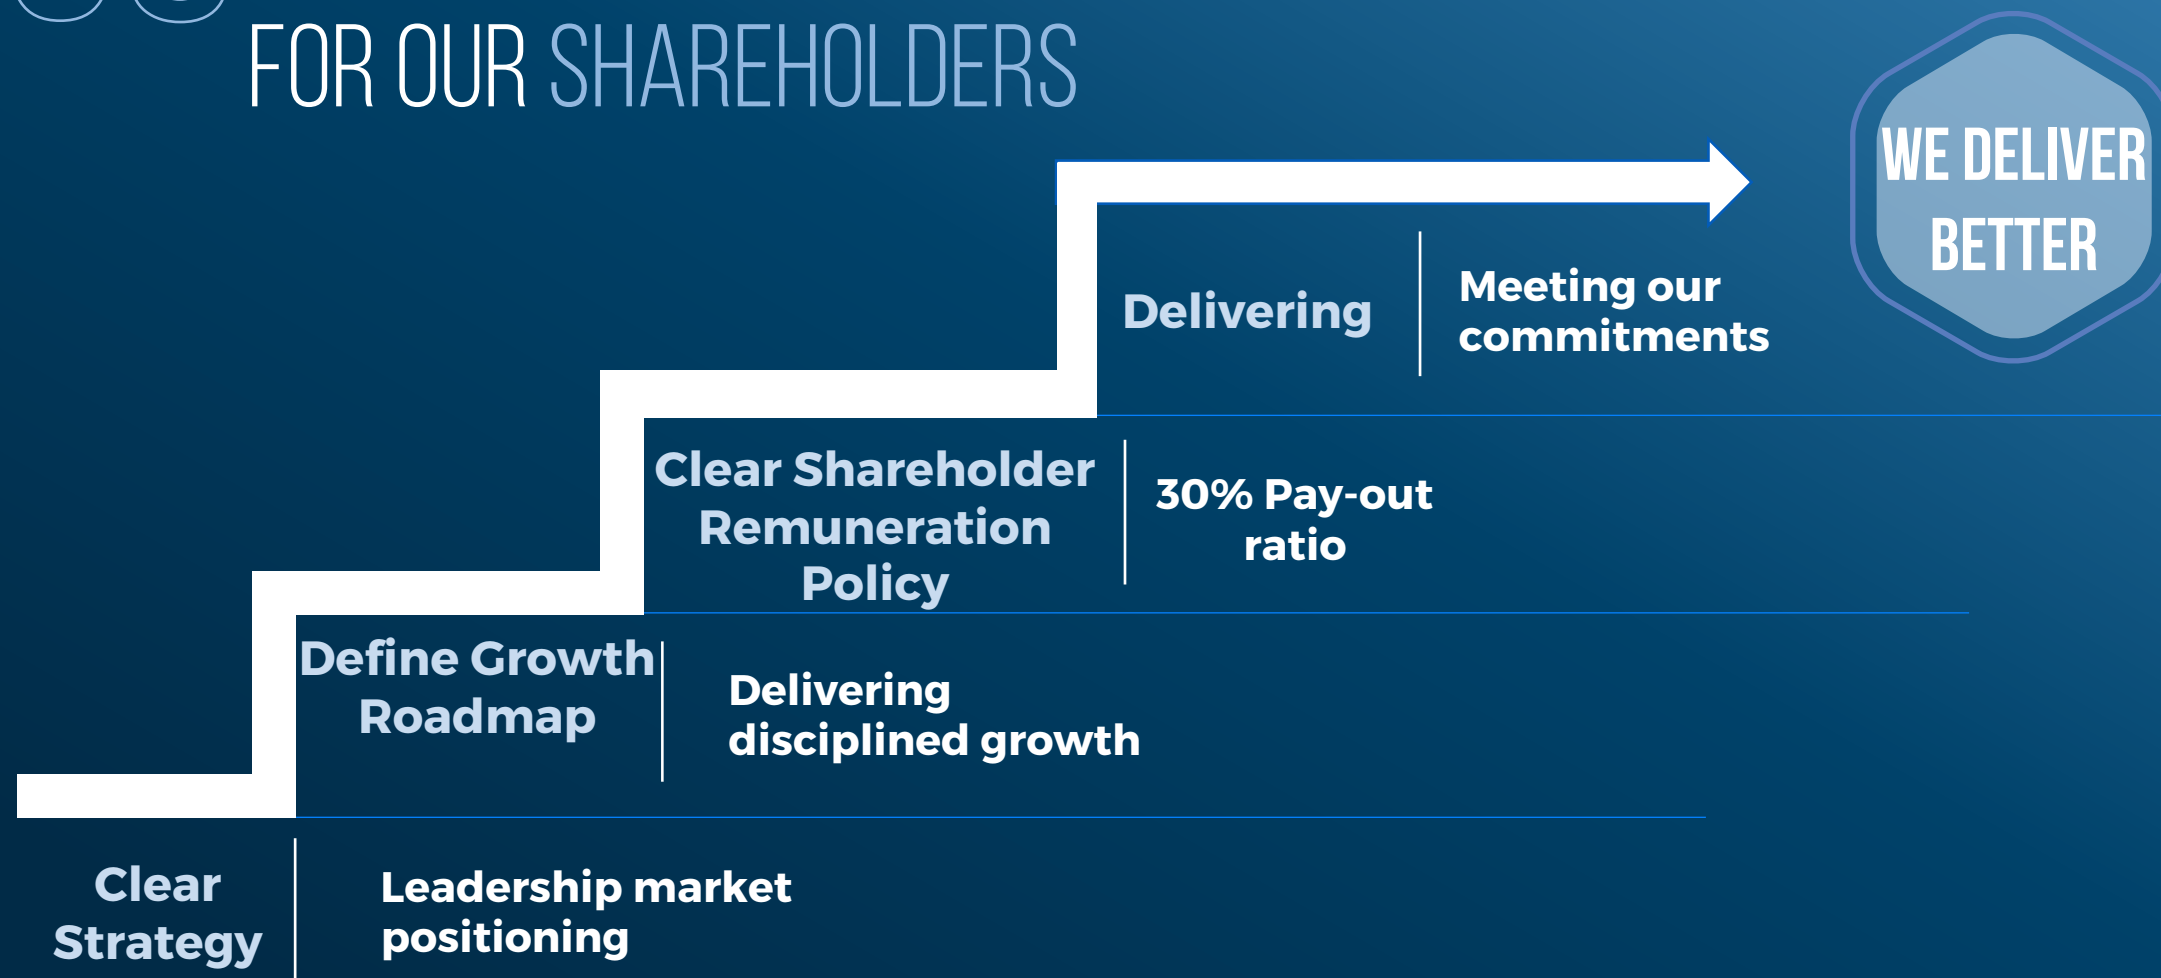 FOR OUR SHAREHOLDERS
WE DELIVER
BETTER
Delivering
Meeting our
commitments
Clear Shareholder
Remuneration
Policy
30% Pay-out
ratio
Define Growth
Roadmap
Delivering
disciplined growth
Clear
Strategy
Leadership market
positioning